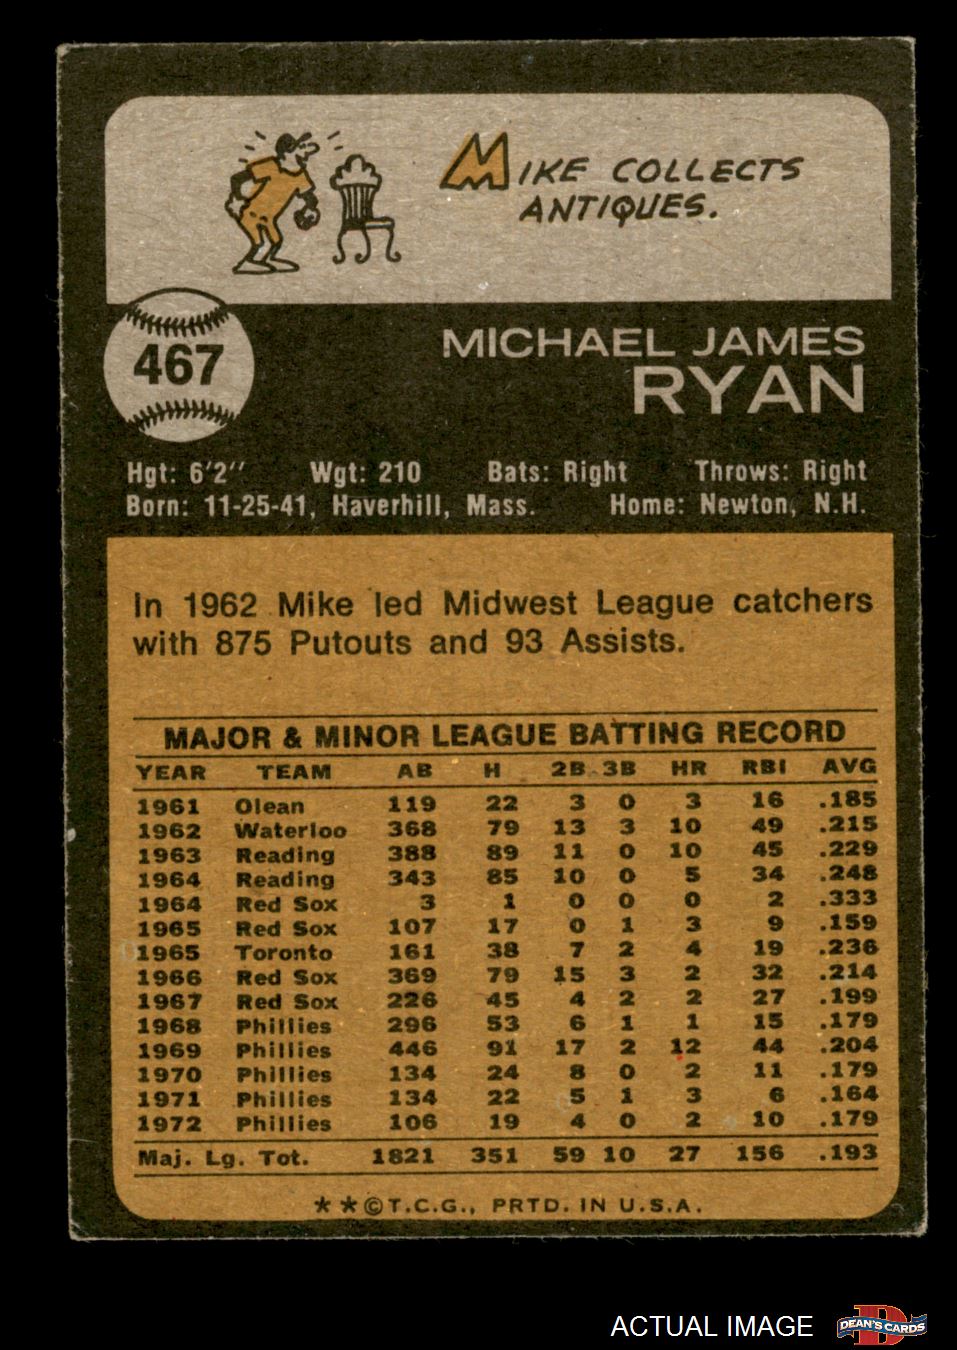 MIKE COLLECTS
ANTIQUES.
467
MICHAEL JAMES
RYAN
Hgt: 6'2" Wgt: 210 Bats: Right Throws: Right
Born: 11-25-41, Haverhill, Mass. Home: Newton, N.H.
In 1962 Mike led Midwest League catchers
with 875 Putouts and 93 Assists.
MAJOR & MINOR LEAGUE BATTING RECORD
YEAR TEAM AB H 2B 3B HR RBI AVG
1961 Olean 119 22 3 0 3 16 .185
1962 Waterloo 368 79 13 3 10 49 .215
1963 Reading 388 89 11 0 10 45 .229
1964 Reading 343 85 10 0 5 34 .248
1964 Red Sox 3 1 0 0 0 2 .333
1965 Red Sox 107 17 0 1 3 9 .159
1965 Toronto 161 38 7 2 4 19 .236
1966 Red Sox 369 79 15 3 2 32 .214
1967 Red Sox 226 45 4 2 2 27 .199
1968 Phillies 296 53 6 1 1 15 .179
1969 Phillies 446 91 17 2 12 44 .204
1970 Phillies 134 24 8 0 2 11 .179
1971 Phillies 134 22 5 1 3 6 .164
1972 Phillies 106 19 4 0 2 10 .179
Maj. Lg. Tot. 1821 351 59 10 27 156 .193
**©T.C.G., PRTD. IN U.S.A.
ACTUAL IMAGE
D
DEAN'S CARDS